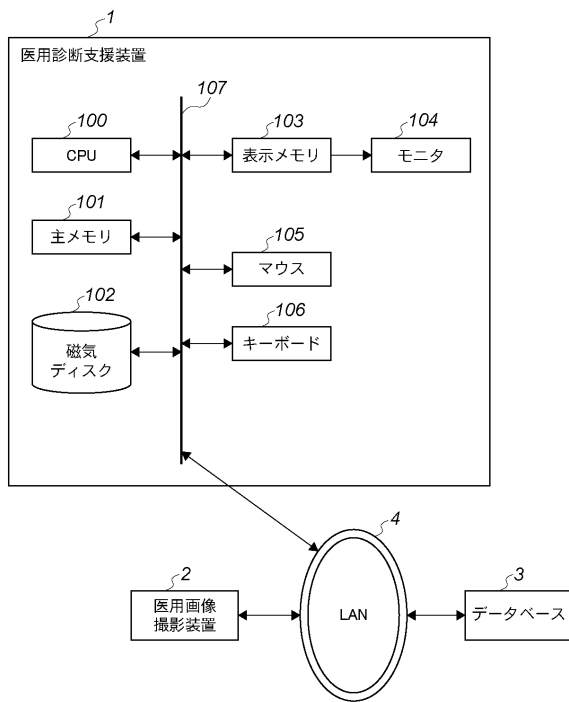 1
医用診断支援装置
107
100
CPU
103
表示メモリ
104
モニタ
101
主メモリ
105
マウス
102
磁気
ディスク
106
キーボード
4
2
医用画像
撮影装置
LAN
3
データベース